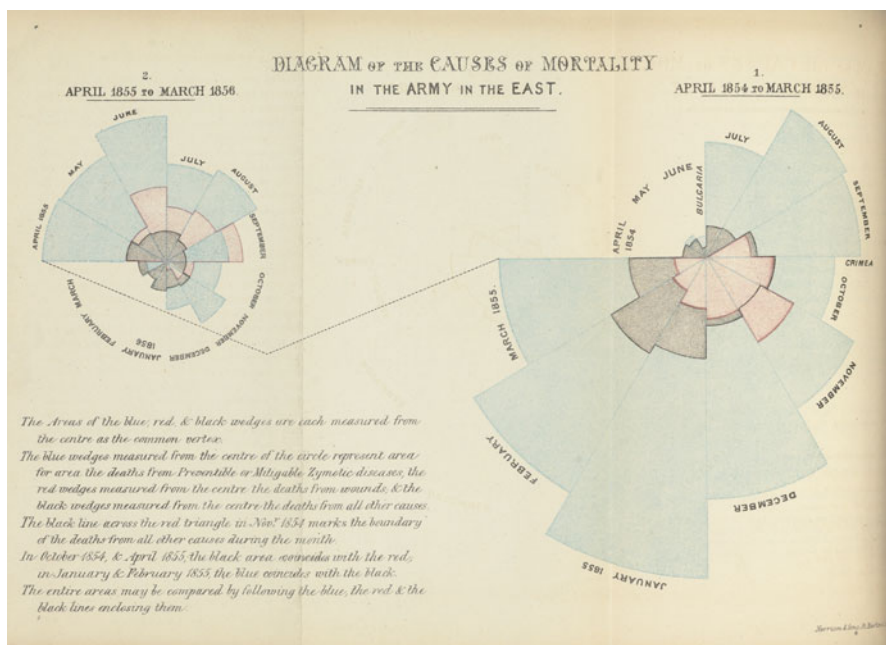 DIAGRAM OF THE CAUSES OF MORTALITY
IN THE ARMY IN THE EAST.
2.
APRIL 1855 TO MARCH 1856.
1.
APRIL 1854 TO MARCH 1855.
JUNE
JULY
MAY
AUGUST
APRIL 1855
SEPTEMBER
OCTOBER
NOVEMBER
DECEMBER
JANUARY
1856
FEBRUARY
MARCH
JULY
AUGUST
JUNE
MAY
BULGARIA
SEPTEMBER
APRIL
1854
CRIMEA
OCTOBER
MARCH 1855.
NOVEMBER
FEBRUARY
DECEMBER
JANUARY 1855
The Areas of the blue, red, & black wedges are each measured from
the centre as the common vertex.
The blue wedges measured from the centre of the circle represent area
for area the deaths from Preventible or Mitigable Zymotic diseases, the
red wedges measured from the centre the deaths from wounds, & the
black wedges measured from the centre the deaths from all other causes.
The black line across the red triangle in Novr. 1854 marks the boundary
of the deaths from all other causes during the month.
In October 1854, & April 1855, the black area coincides with the red,
in January & February 1855, the blue coincides with the black.
The entire areas may be compared by following the blue, the red & the
black lines enclosing them.